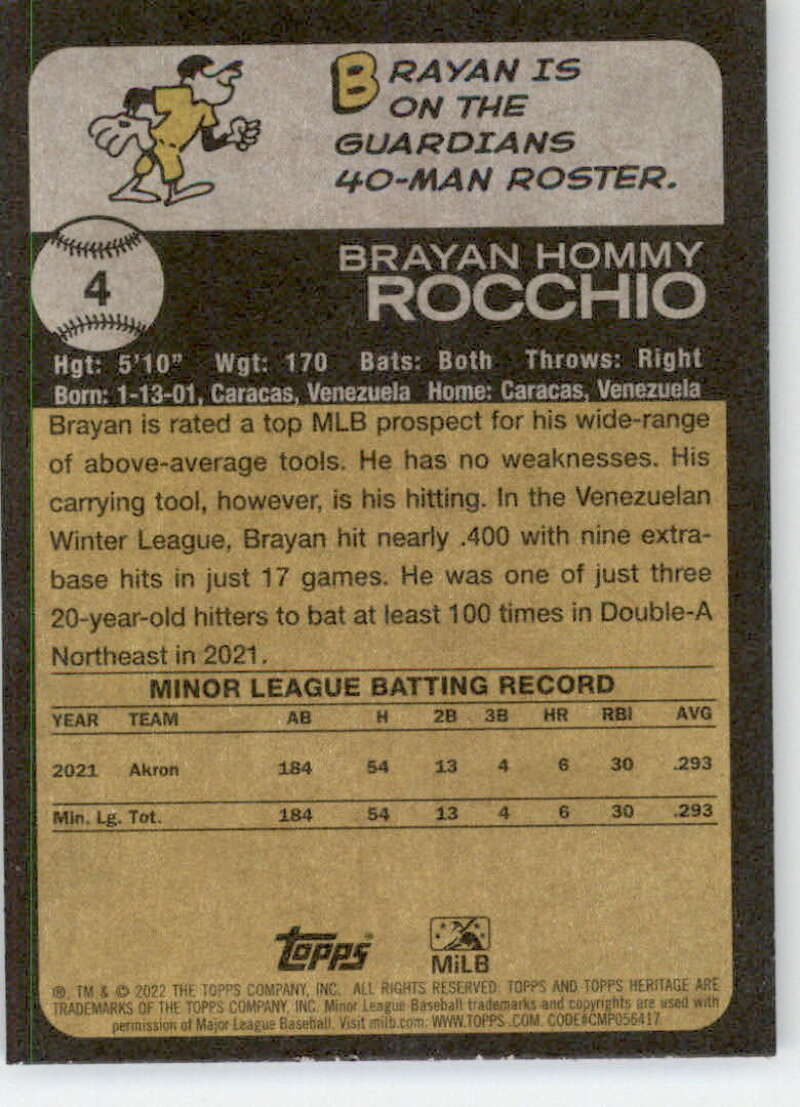 BRAYAN IS
ON THE
GUARDIANS
40-MAN ROSTER.
4
BRAYAN HOMMY
ROCCHIO
Hgt: 5'10" Wgt: 170 Bats: Both Throws: Right
Born: 1-13-01, Caracas, Venezuela Home: Caracas, Venezuela
Brayan is rated a top MLB prospect for his wide-range
of above-average tools. He has no weaknesses. His
carrying tool, however, is his hitting. In the Venezuelan
Winter League, Brayan hit nearly .400 with nine extra-
base hits in just 17 games. He was one of just three
20-year-old hitters to bat at least 100 times in Double-A
Northeast in 2021.
MINOR LEAGUE BATTING RECORD
YEAR TEAM AB H 2B 3B HR RBI AVG
2021 Akron 184 54 13 4 6 30 .293
Min. Lg. Tot. 184 54 13 4 6 30 .293
Topps
MiLB
®, TM & © 2022 THE TOPPS COMPANY, INC. ALL RIGHTS RESERVED. TOPPS AND TOPPS HERITAGE ARE
TRADEMARKS OF THE TOPPS COMPANY, INC. Minor League Baseball trademarks and copyrights are used with
permission of Major League Baseball. Visit milb.com. WWW.TOPPS.COM. CODE#CMP056417